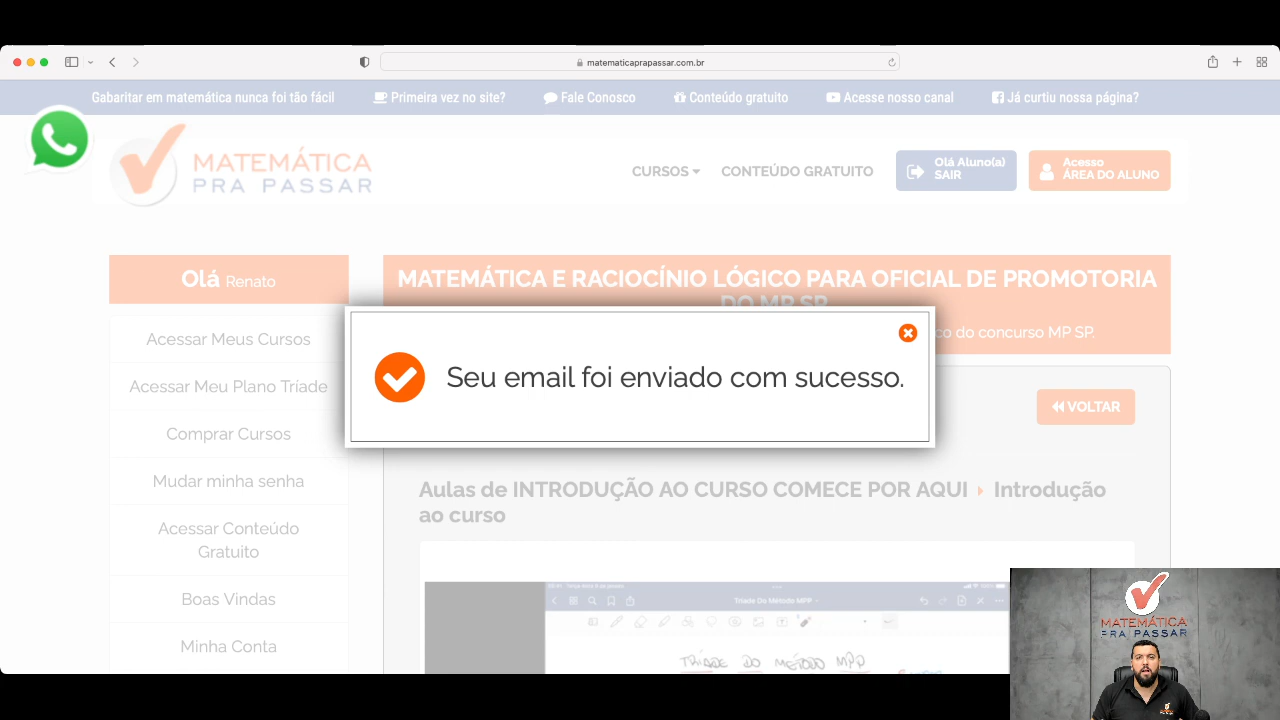 matematicaprapassar.com.br
Gabaritar em matemática nunca foi tão fácil
Primeira vez no site?
Fale Conosco
Conteúdo gratuito
Acesse nosso canal
Já curtiu nossa página?
MATEMÁTICA
PRA PASSAR
CURSOS
CONTEÚDO GRATUITO
Olá Aluno(a)
SAIR
Acesso
ÁREA DO ALUNO
Olá Renato
Acessar Meus Cursos
Acessar Meu Plano Tríade
Comprar Cursos
Mudar minha senha
Acessar Conteúdo
Gratuito
Boas Vindas
Minha Conta
MATEMÁTICA E RACIOCÍNIO LÓGICO PARA OFICIAL DE PROMOTORIA
DO MP SP
co do concurso MP SP.
Seu email foi enviado com sucesso.
VOLTAR
Aulas de INTRODUÇÃO AO CURSO COMECE POR AQUI Introdução
ao curso
Tríade Do Método MPP
TRÍADE DO MÉTODO MPP
MATEMÁTICA
PRA PASSAR